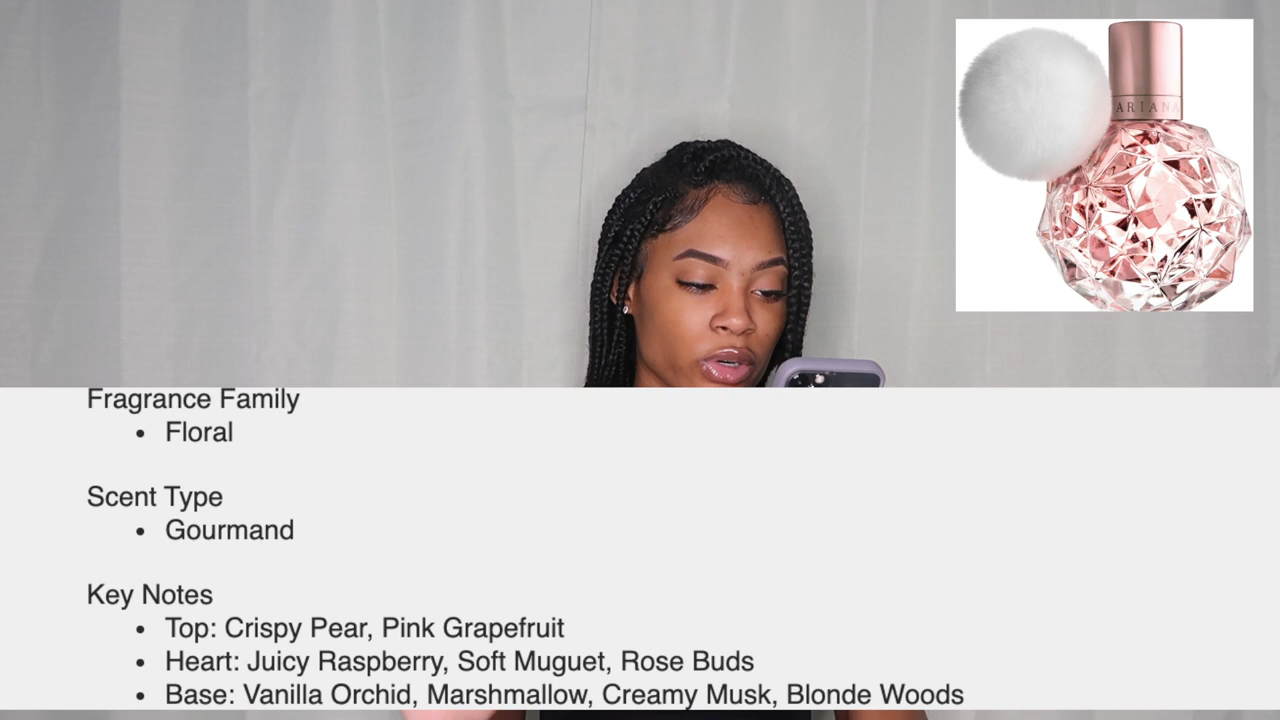 ARIANA
Fragrance Family
• Floral
Scent Type
• Gourmand
Key Notes
• Top: Crispy Pear, Pink Grapefruit
• Heart: Juicy Raspberry, Soft Muguet, Rose Buds
• Base: Vanilla Orchid, Marshmallow, Creamy Musk, Blonde Woods